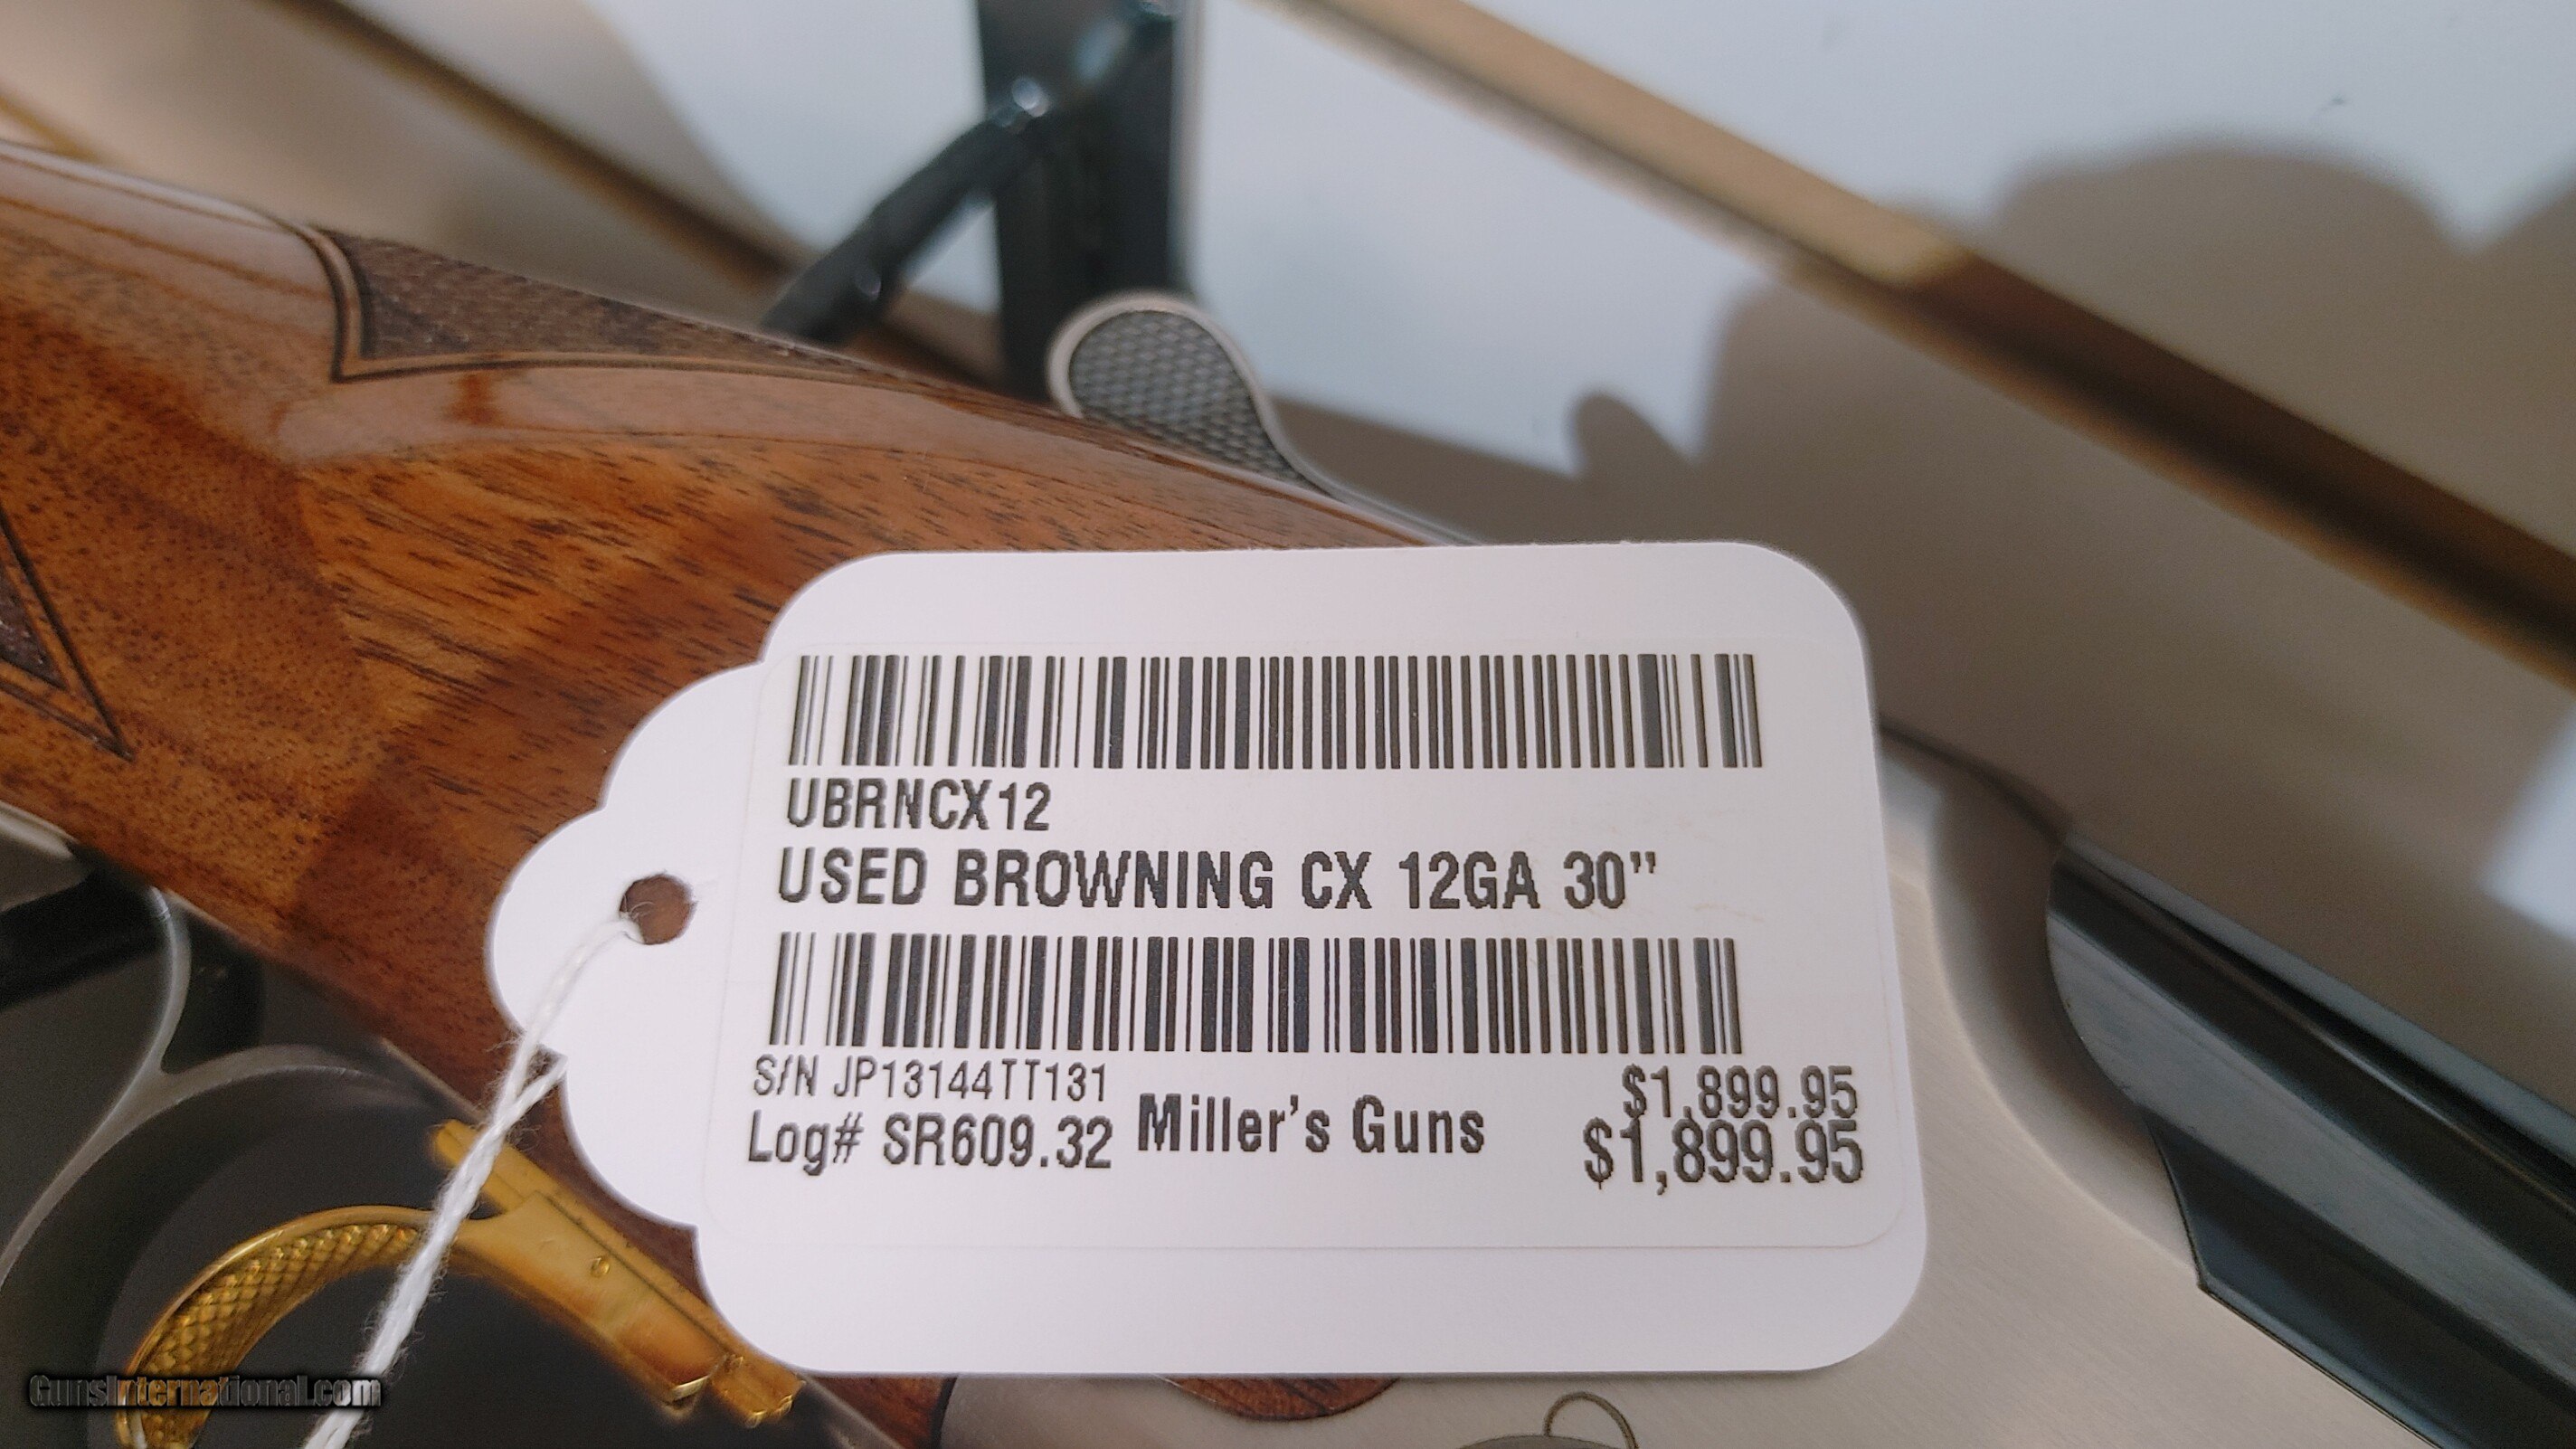 UBRNCX12
USED BROWNING CX 12GA 30"
S/N JP13144TT131
$1,899.95
Log# SR609.32 Miller's Guns
$1,899.95
GunsInternational.com